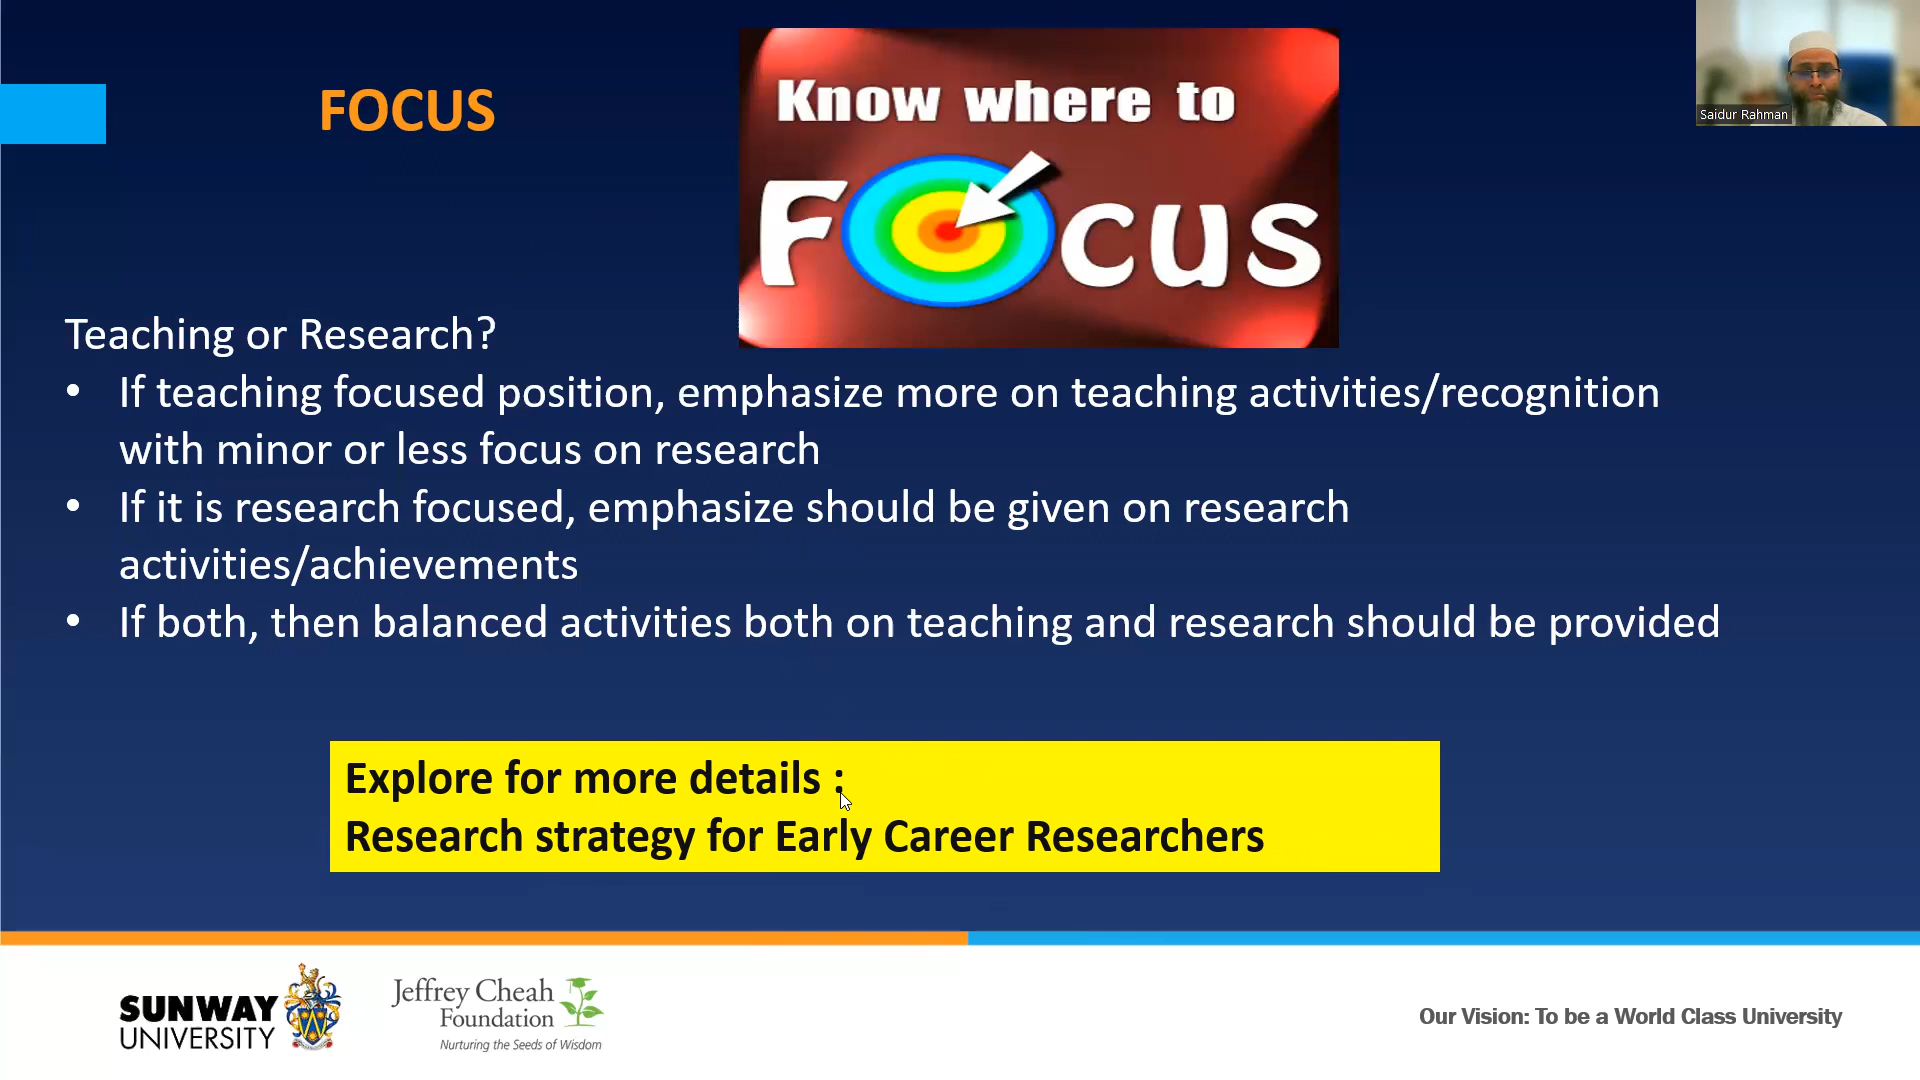 FOCUS
Know where to
Focus
Saidur Rahman
Teaching or Research?
• If teaching focused position, emphasize more on teaching activities/recognition
with minor or less focus on research
• If it is research focused, emphasize should be given on research
activities/achievements
• If both, then balanced activities both on teaching and research should be provided
Explore for more details :
Research strategy for Early Career Researchers
SUNWAY
UNIVERSITY
Jeffrey Cheah
Foundation
Nurturing the Seeds of Wisdom
Our Vision: To be a World Class University